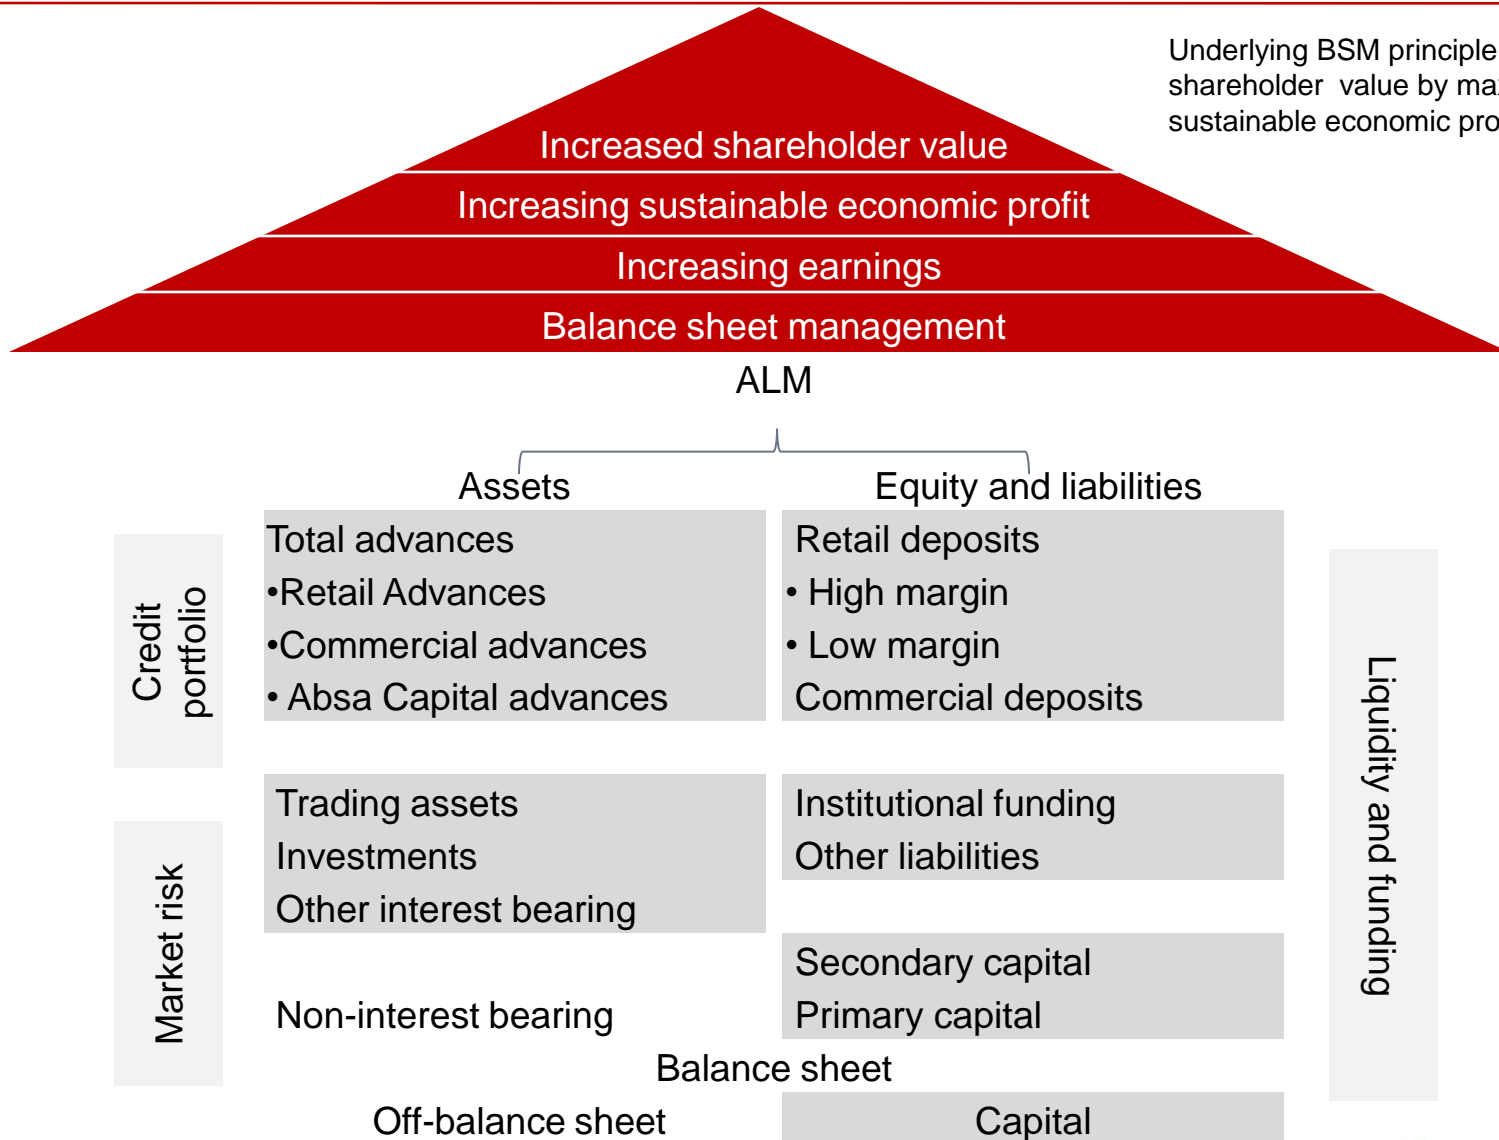 Underlying BSM principle
shareholder value by
sustainable economic
Increased shareholder value
Increasing sustainable economic profit
Increasing earnings
Balance sheet management
ALM
Assets
Equity and liabilities
Credit
portfolio
Total advances
•Retail Advances
•Commercial advances
• Absa Capital advances
Retail deposits
• High margin
• Low margin
Commercial deposits
Market risk
Trading assets
Investments
Other interest bearing
Non-interest bearing
Institutional funding
Other liabilities
Secondary capital
Primary capital
Liquidity and funding
Balance sheet
Off-balance sheet
Capital